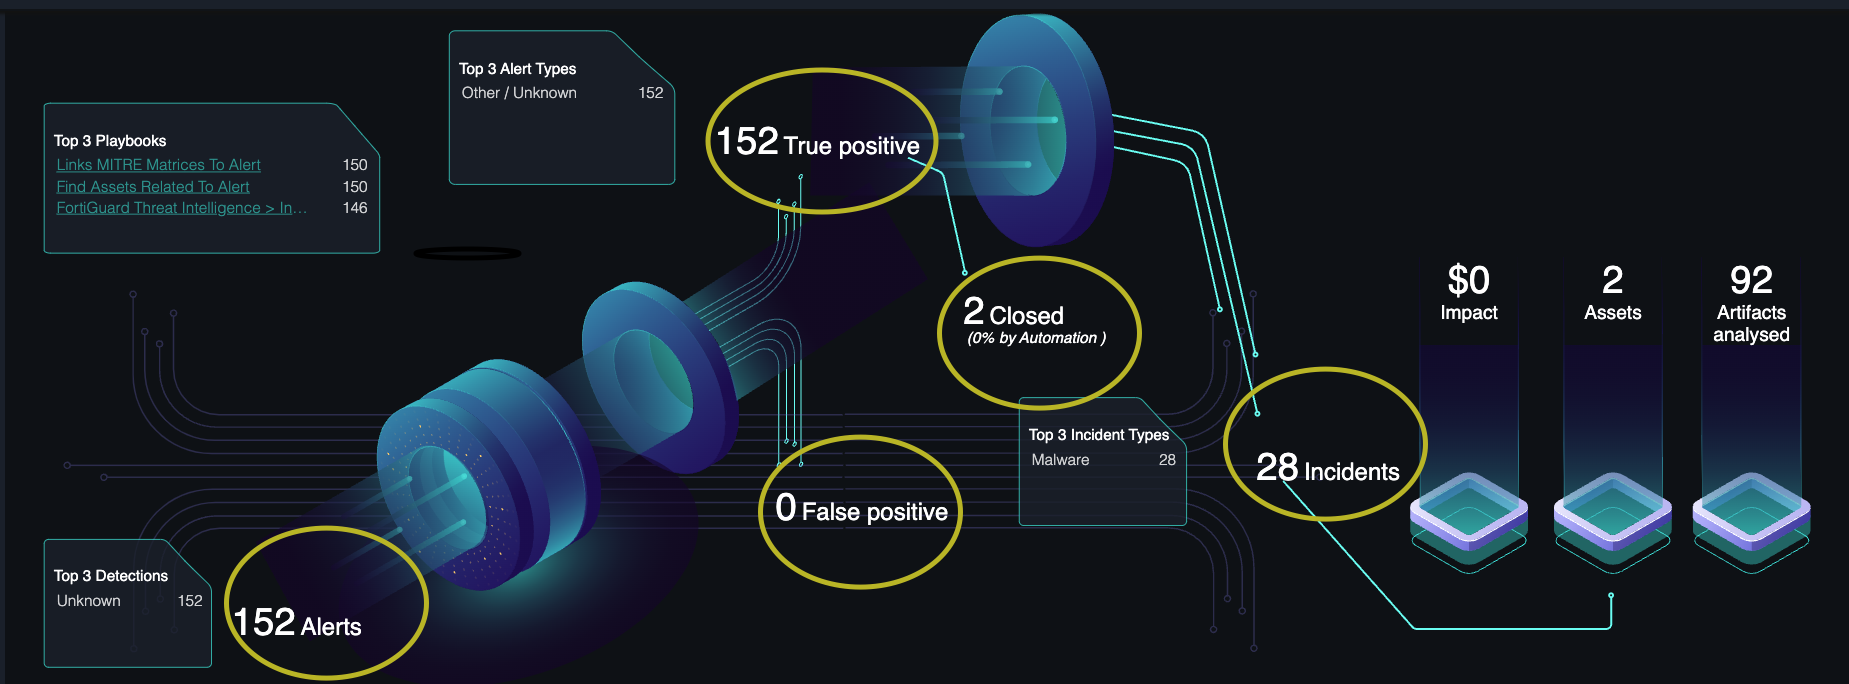 Top 3 Alert Types
Other / Unknown 152
Top 3 Playbooks
Links MITRE Matrices To Alert 150
Find Assets Related To Alert 150
FortiGuard Threat Intelligence > In... 146
152 True positive
2 Closed
(0% by Automation )
$0
Impact
2
Assets
92
Artifacts
analysed
Top 3 Incident Types
Malware 28
28 Incidents
0 False positive
Top 3 Detections
Unknown 152
152 Alerts